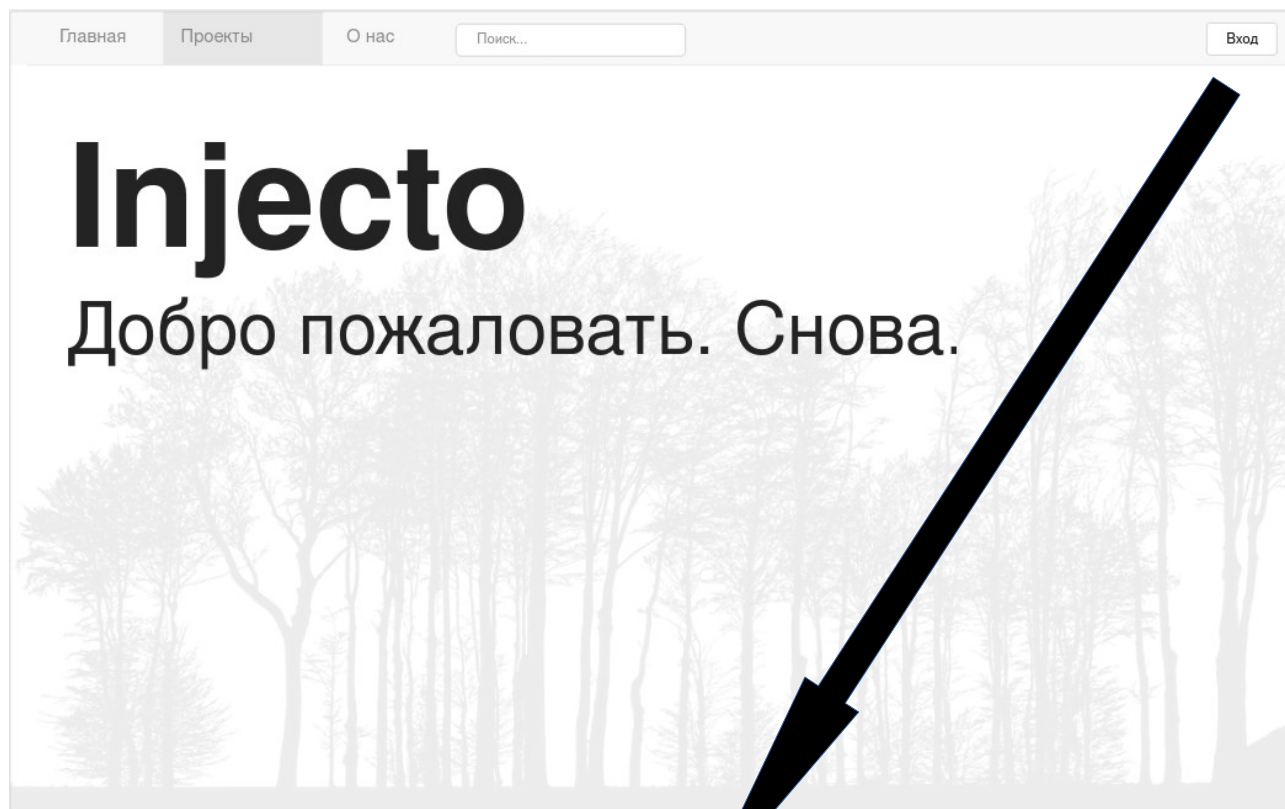 Главная Проекты О нас Поиск... Вход
Injecto
Добро пожаловать. Снова.